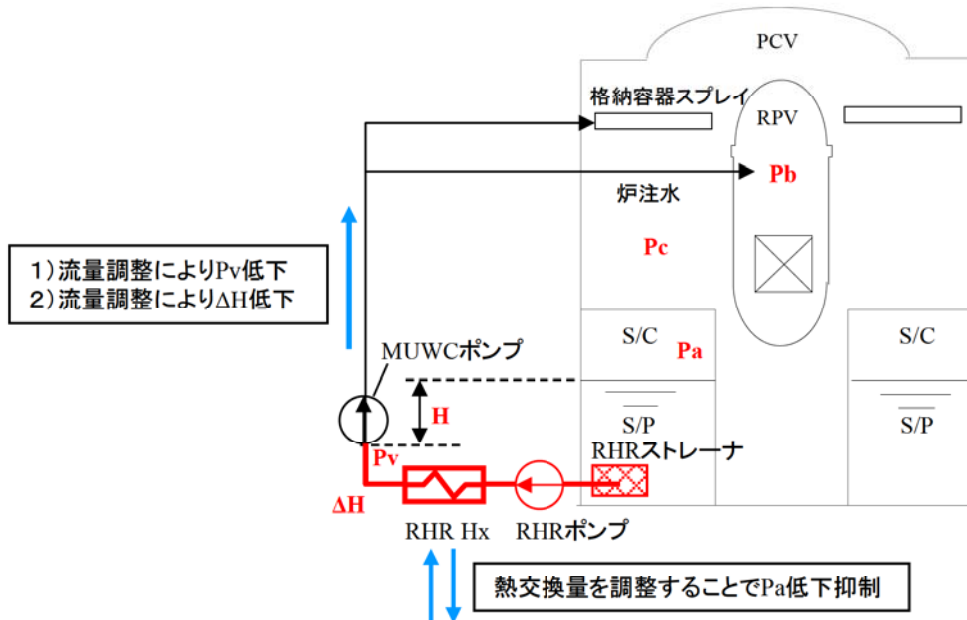 PCV
格納容器スプレイ
RPV
Pb
炉注水
Pc
1)流量調整によりPv低下
2)流量調整によりΔH低下
S/C
Pa
S/C
MUWCポンプ
H
S/P
S/P
RHRストレーナ
Pv
ΔH
RHR Hx
RHRポンプ
熱交換量を調整することでPa低下抑制